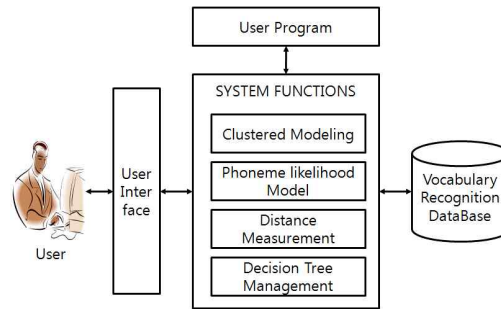 User Program
SYSTEM FUNCTIONS
Clustered Modeling
Phoneme likelihood
Model
Distance
Measurement
Decision Tree
Management
User
Inter
face
User
Vocabulary
Recognition
DataBase